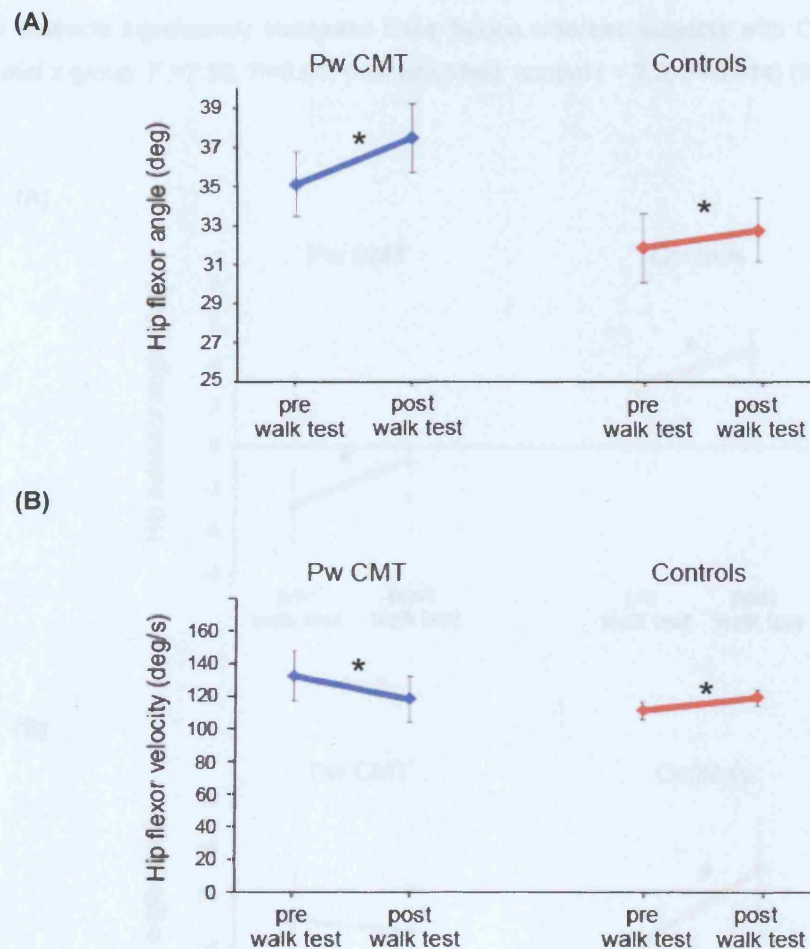 (A)
Pw CMT Controls
Hip flexor angle (deg)
39
37
35
33
31
29
27
25
*
*
pre walk test
post walk test
pre walk test
post walk test
(B)
Pw CMT Controls
Hip flexor velocity (deg/s)
160
140
120
100
80
60
40
20
0
*
*
pre walk test
post walk test
pre walk test
post walk test